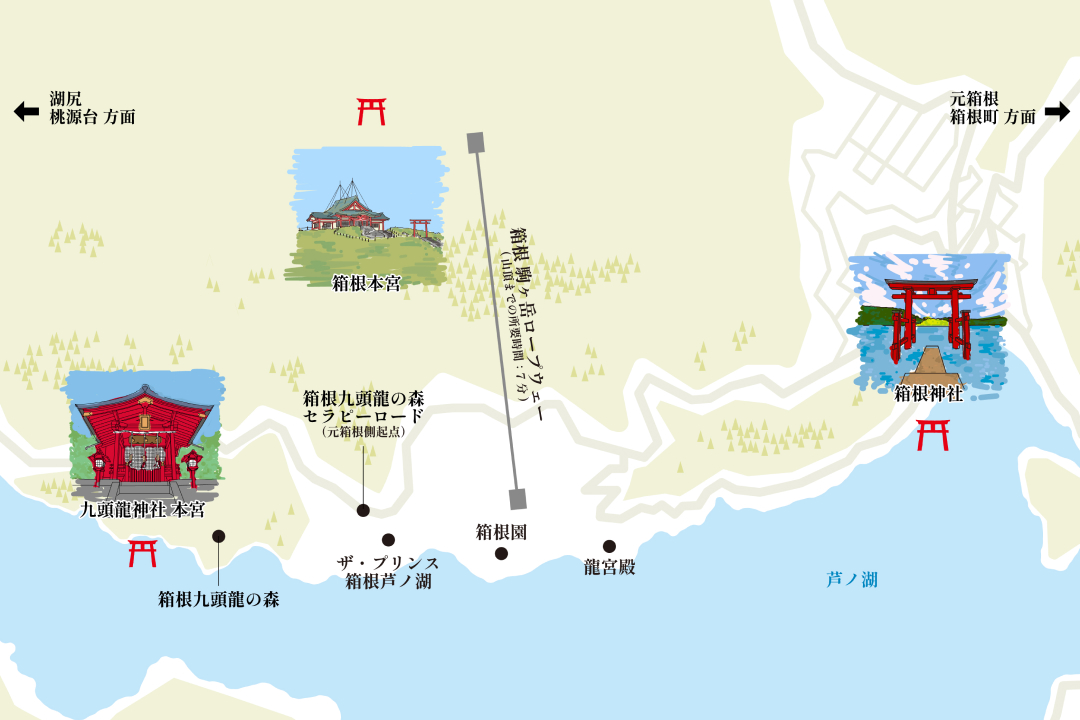 湖尻
桃源台 方面
元箱根
箱根町 方面
箱根 駒ヶ岳ロープウェー
（山頂までの所要時間：7分）
箱根本宮
箱根神社
箱根九頭龍の森
セラピーロード
（元箱根側起点）
九頭龍神社 本宮
箱根園
ザ・プリンス
箱根芦ノ湖
龍宮殿
芦ノ湖
箱根九頭龍の森